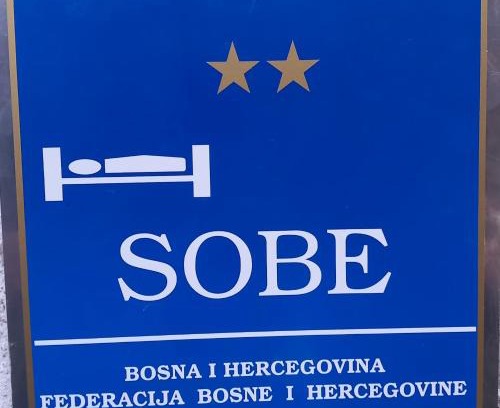 SOBE
BOSNA I HERCEGOVINA
FEDERACIJA BOSNE I HERCEGOVINE